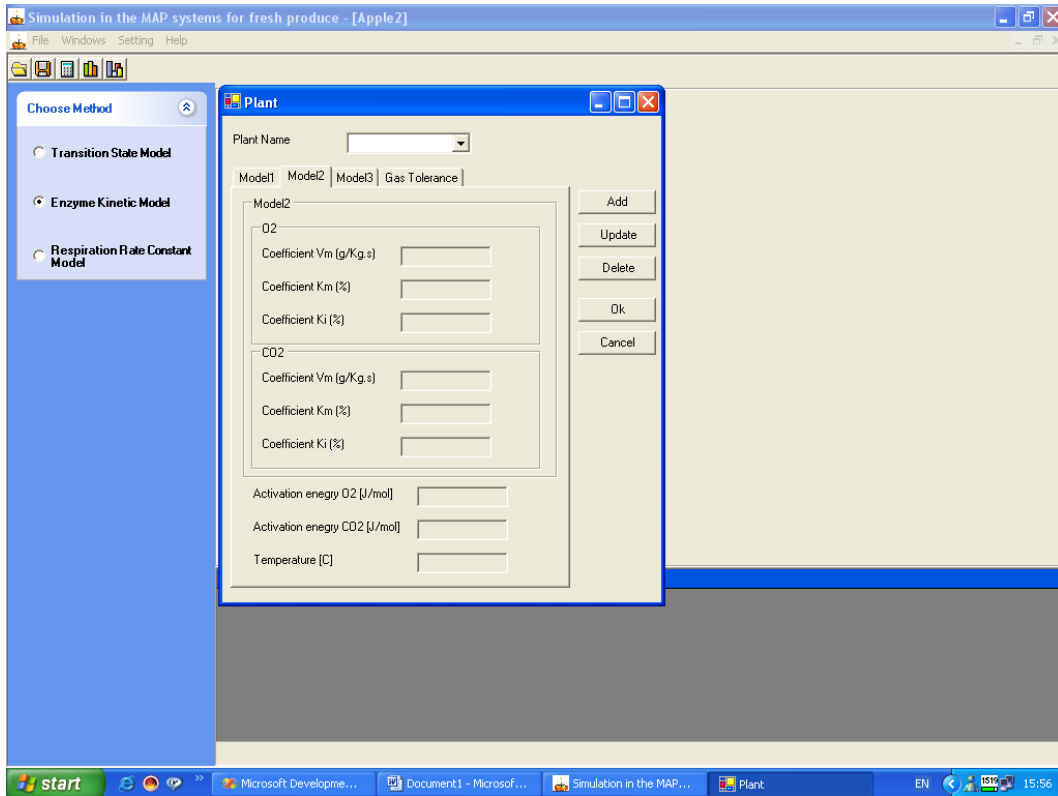 Simulation in the MAP systems for fresh produce - [Apple2]
File Windows Setting Help
Choose Method
Transition State Model
Enzyme Kinetic Model
Respiration Rate Constant
Model
Plant
Plant Name
Model1 Model2 Model3 Gas Tolerance
Model2
O2
Coefficient Vm (g/Kg.s)
Coefficient Km (%)
Coefficient Ki (%)
CO2
Coefficient Vm (g/Kg.s)
Coefficient Km (%)
Coefficient Ki (%)
Activation enegry O2 [J/mol]
Activation enegry CO2 [J/mol]
Temperature [C]
Add
Update
Delete
Ok
Cancel
start Microsoft Developme... Document1 - Microsof... Simulation in the MAP... Plant EN 1519 15:56